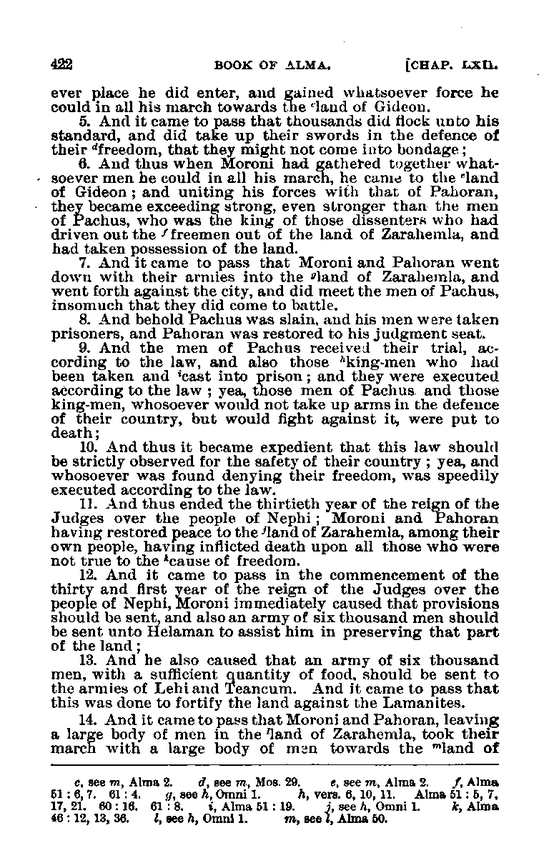 422 BOOK OF ALMA. [CHAP. LXII.
ever place he did enter, and gained whatsoever force he
could in all his march towards the ᶜland of Gideon.
5. And it came to pass that thousands did flock unto his
standard, and did take up their swords in the defence of
their ᵈfreedom, that they might not come into bondage;
6. And thus when Moroni had gathered together what-
soever men he could in all his march, he came to the ᵉland
of Gideon; and uniting his forces with that of Pahoran,
they became exceeding strong, even stronger than the men
of Pachus, who was the king of those dissenters who had
driven out the ᶠfreemen out of the land of Zarahemla, and
had taken possession of the land.
7. And it came to pass that Moroni and Pahoran went
down with their armies into the ᵍland of Zarahemla, and
went forth against the city, and did meet the men of Pachus,
insomuch that they did come to battle.
8. And behold Pachus was slain, and his men were taken
prisoners, and Pahoran was restored to his judgment seat.
9. And the men of Pachus received their trial, ac-
cording to the law, and also those ʰking-men who had
been taken and ⁱcast into prison; and they were executed
according to the law; yea, those men of Pachus and those
king-men, whosoever would not take up arms in the defence
of their country, but would fight against it, were put to
death;
10. And thus it became expedient that this law should
be strictly observed for the safety of their country; yea, and
whosoever was found denying their freedom, was speedily
executed according to the law.
11. And thus ended the thirtieth year of the reign of the
Judges over the people of Nephi; Moroni and Pahoran
having restored peace to the ʲland of Zarahemla, among their
own people, having inflicted death upon all those who were
not true to the ᵏcause of freedom.
12. And it came to pass in the commencement of the
thirty and first year of the reign of the Judges over the
people of Nephi, Moroni immediately caused that provisions
should be sent, and also an army of six thousand men should
be sent unto Helaman to assist him in preserving that part
of the land;
13. And he also caused that an army of six thousand
men, with a sufficient quantity of food, should be sent to
the armies of Lehi and Teancum. And it came to pass that
this was done to fortify the land against the Lamanites.
14. And it came to pass that Moroni and Pahoran, leaving
a large body of men in the ˡland of Zarahemla, took their
march with a large body of men towards the ᵐland of
c, see m, Alma 2. d, see m, Mos. 29. e, see m, Alma 2. f, Alma
51:6, 7. 61:4. g, see h, Omni 1. h, vers. 6, 10, 11. Alma 51:5, 7,
17, 21. 60:16. 61:8. i, Alma 51:19. j, see h, Omni 1. k, Alma
46:12, 13, 36. l, see h, Omni 1. m, see l, Alma 50.